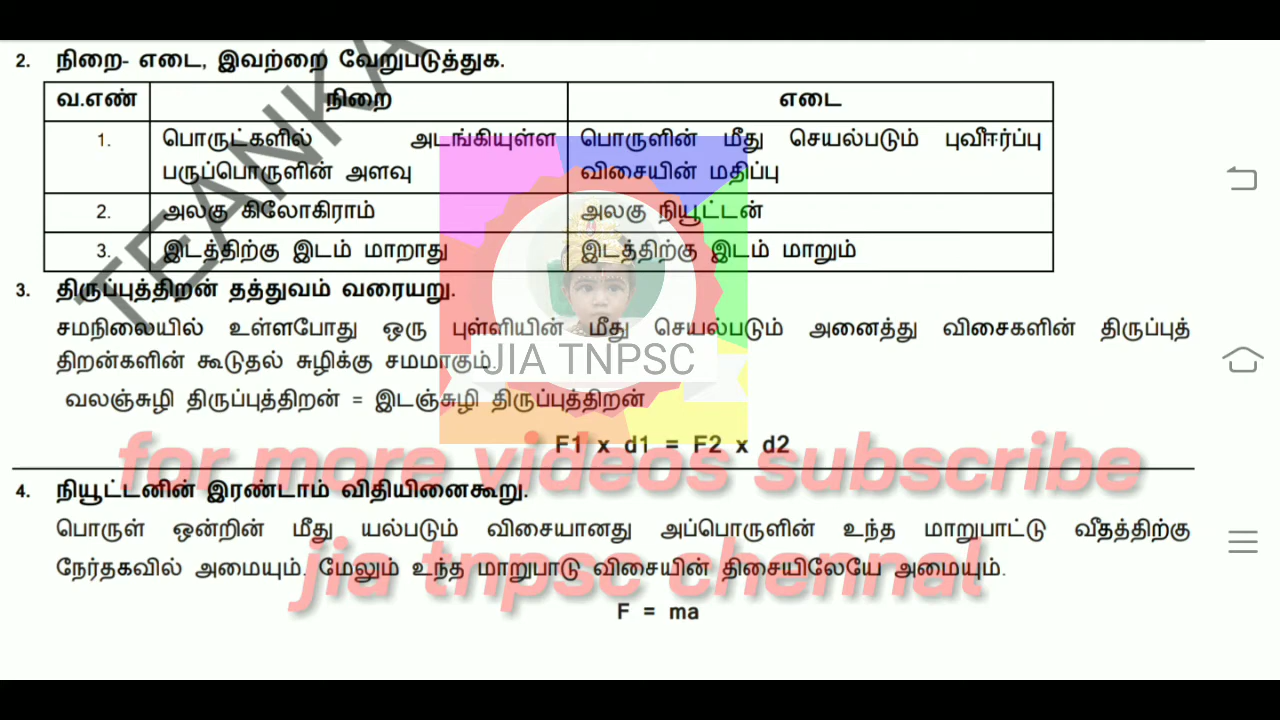 2. நிறை- எடை, இவற்றை வேறுபடுத்துக.
வ.எண் நிறை எடை
1. பொருட்களில் அடங்கியுள்ள பொருளின் மீது செயல்படும் புவிஈர்ப்பு
பருப்பொருளின் அளவு விசையின் மதிப்பு
2. அலகு கிலோகிராம் அலகு நியூட்டன்
3. இடத்திற்கு இடம் மாறாது இடத்திற்கு இடம் மாறும்
3. திருப்புத்திறன் தத்துவம் வரையறு.
சமநிலையில் உள்ளபோது ஒரு புள்ளியின் மீது செயல்படும் அனைத்து விசைகளின் திருப்புத்
திறன்களின் கூடுதல் சுழிக்கு சமமாகும்.
JIA TNPSC
வலஞ்சுழி திருப்புத்திறன் = இடஞ்சுழி திருப்புத்திறன்
F1 x d1 = F2 x d2
for more videos subscribe
4. நியூட்டனின் இரண்டாம் விதியினைகூறு.
பொருள் ஒன்றின் மீது யல்படும் விசையானது அப்பொருளின் உந்த மாறுபாட்டு வீதத்திற்கு
நேர்தகவில் அமையும். மேலும் உந்த மாறுபாடு விசையின் திசையிலேயே அமையும்.
jia tnpsc chennal
F = ma
TEANKA